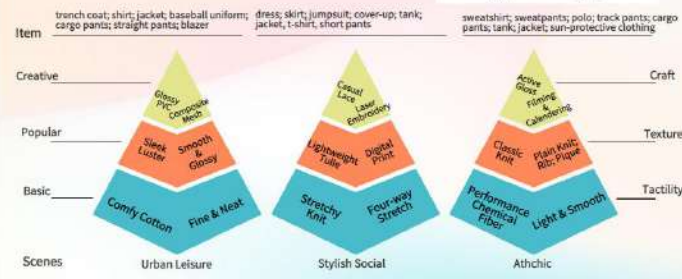 Item
trench coat; shirt; jacket; baseball uniform;
cargo pants; straight pants; blazer
dress; skirt; jumpsuit; cover-up; tank;
jacket, t-shirt, short pants
sweatshirt; sweatpants; polo; track pants; cargo
pants; tank; jacket; sun-protective clothing
Creative
Glossy
PVC
Composite
Mesh
Casual
Lace
Laser
Embroidery
Active
Gloss
Filming
&
Calendering
Craft
Popular
Sleek
Luster
Smooth
&
Glossy
Lightweight
Tulle
Digital
Print
Classic
Knit
Plain Knit;
Rib; Pique
Texture
Basic
Comfy Cotton
Fine & Neat
Stretchy
Knit
Four-way
Stretch
Performance
Chemical
Fiber
Light & Smooth
Tactility
Scenes
Urban Leisure
Stylish Social
Athchic